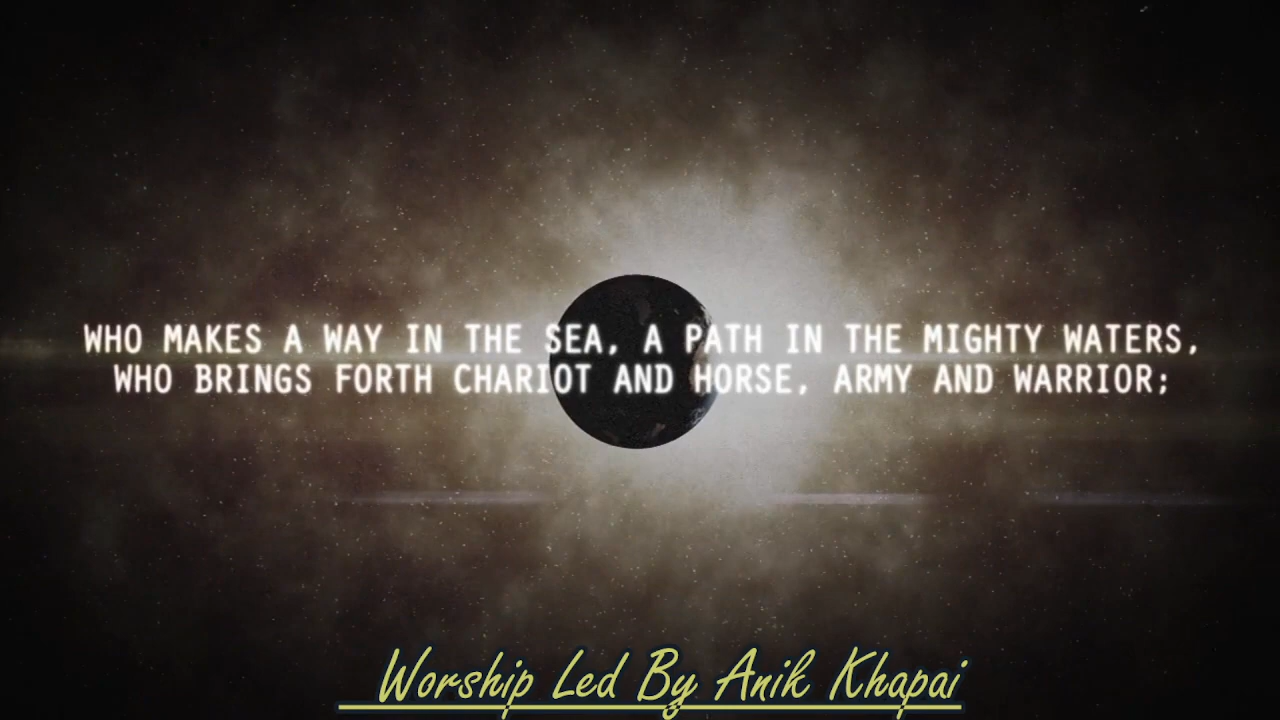 WHO MAKES A WAY IN THE SEA, A PATH IN THE MIGHTY WATERS,
WHO BRINGS FORTH CHARIOT AND HORSE, ARMY AND WARRIOR;
Worship Led By Anik Khapai